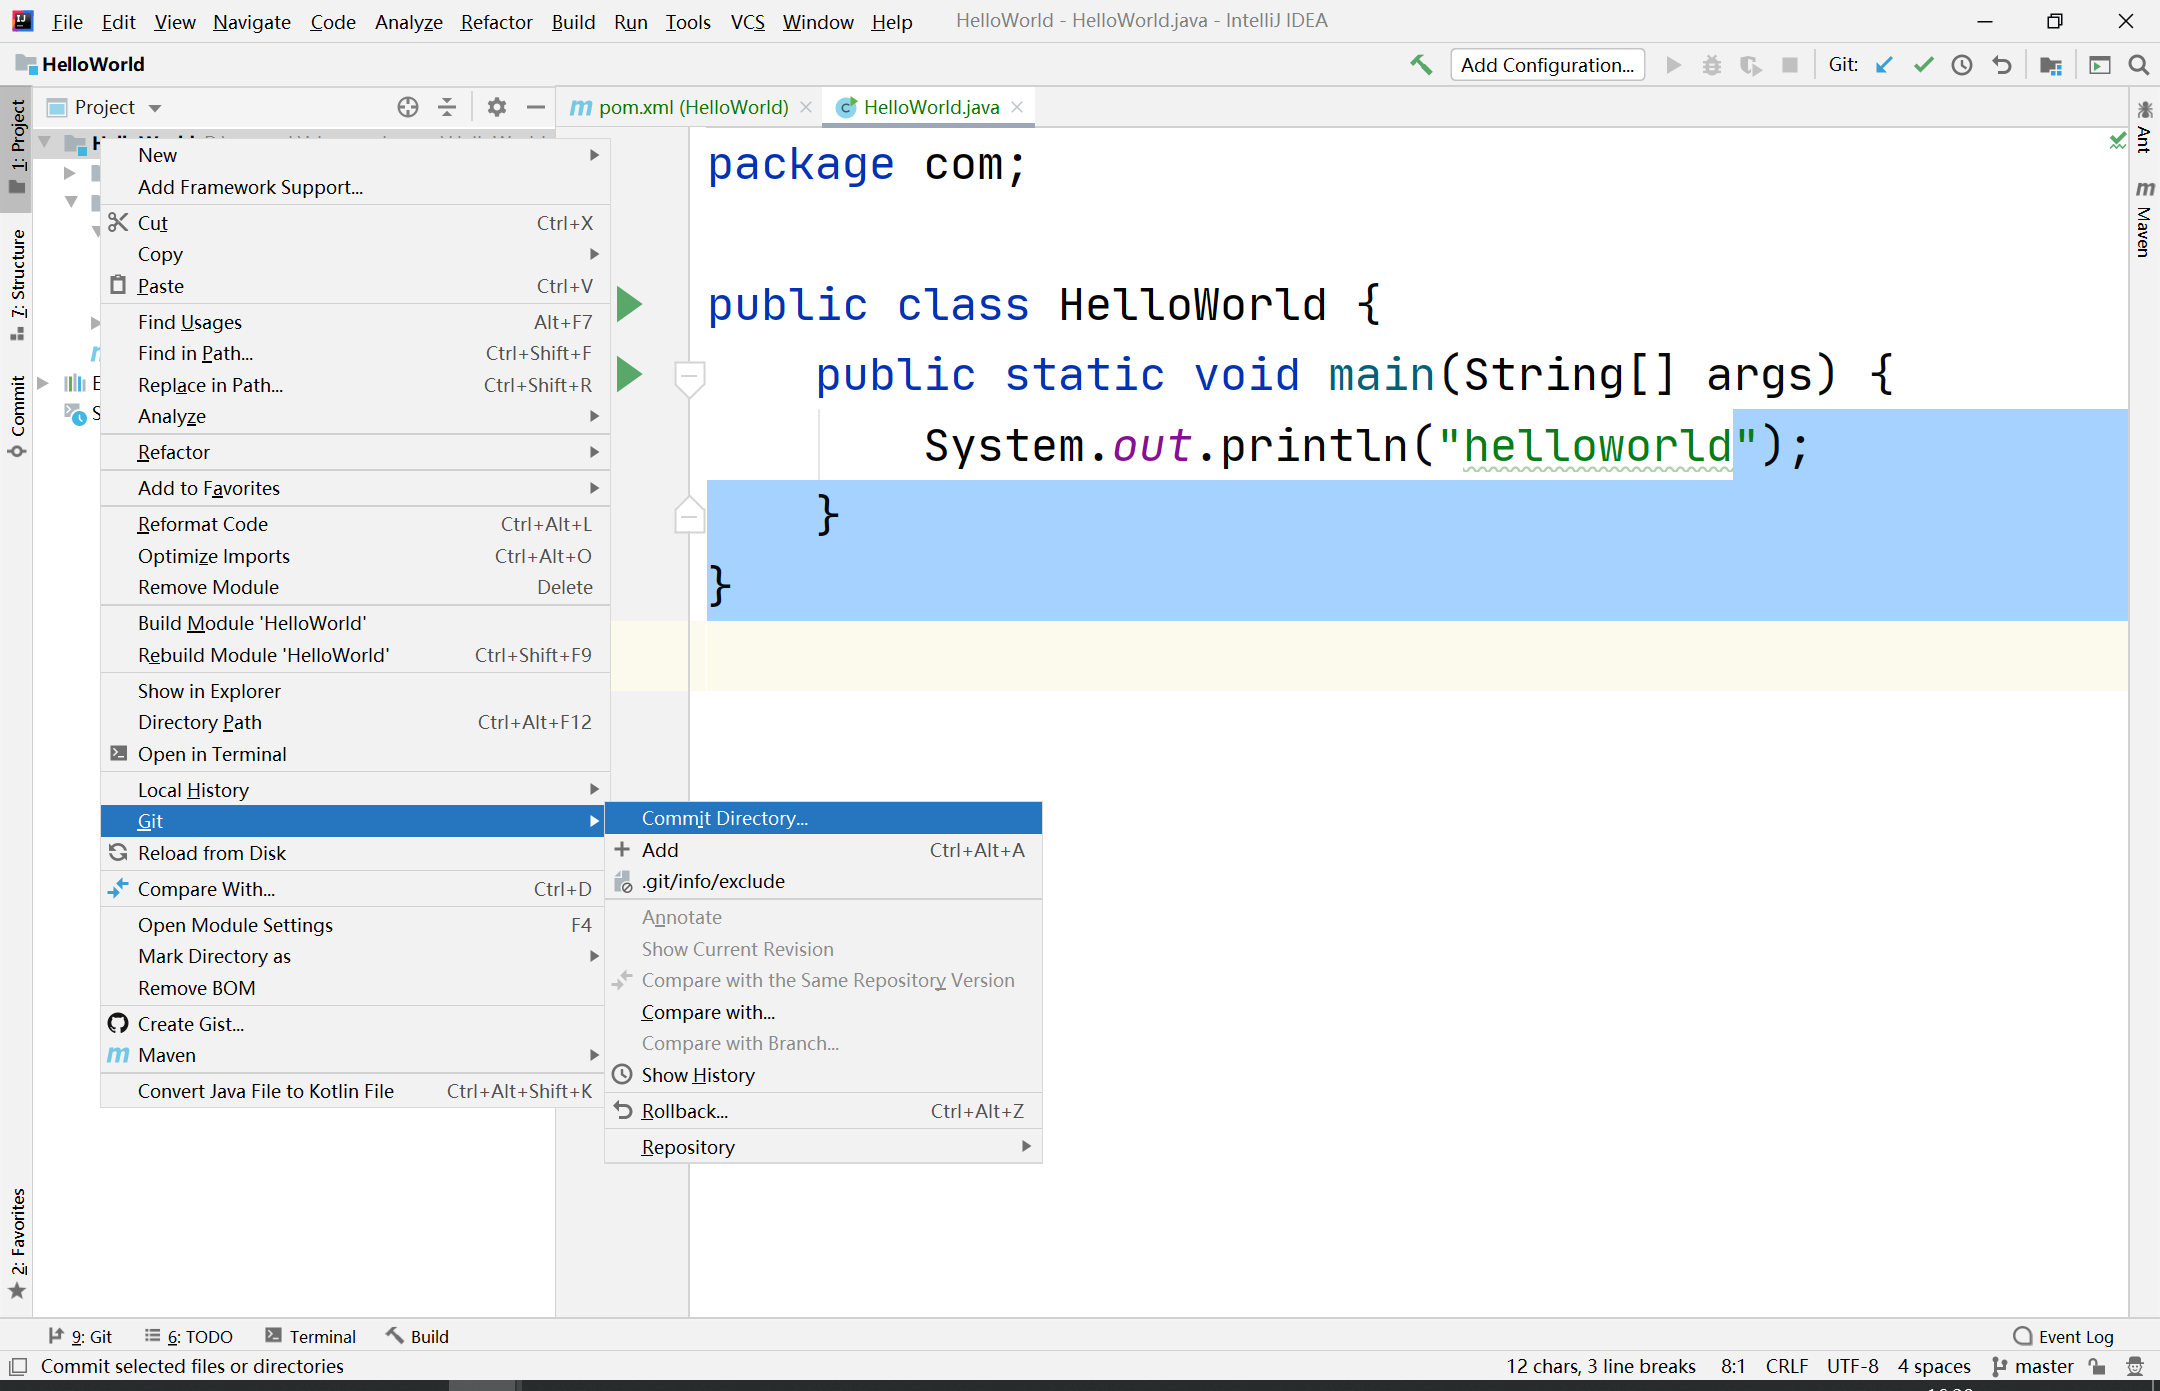 File Edit View Navigate Code Analyze Refactor Build Run Tools VCS Window Help HelloWorld - HelloWorld.java - IntelliJ IDEA
HelloWorld Add Configuration... Git:
Project pom.xml (HelloWorld) HelloWorld.java
1: Project
7: Structure
Commit
2: Favorites
Ant
Maven
New
Add Framework Support...
Cut Ctrl+X
Copy
Paste Ctrl+V
Find Usages Alt+F7
Find in Path... Ctrl+Shift+F
Replace in Path... Ctrl+Shift+R
Analyze
Refactor
Add to Favorites
Reformat Code Ctrl+Alt+L
Optimize Imports Ctrl+Alt+O
Remove Module Delete
Build Module 'HelloWorld'
Rebuild Module 'HelloWorld' Ctrl+Shift+F9
Show in Explorer
Directory Path Ctrl+Alt+F12
Open in Terminal
Local History
Git
Reload from Disk
Compare With... Ctrl+D
Open Module Settings F4
Mark Directory as
Remove BOM
Create Gist...
Maven
Convert Java File to Kotlin File Ctrl+Alt+Shift+K
Commit Directory...
Add Ctrl+Alt+A
.git/info/exclude
Annotate
Show Current Revision
Compare with the Same Repository Version
Compare with...
Compare with Branch...
Show History
Rollback... Ctrl+Alt+Z
Repository
package com;
public class HelloWorld {
public static void main(String[] args) {
System.out.println("helloworld");
}
}
9: Git 6: TODO Terminal Build Event Log
Commit selected files or directories 12 chars, 3 line breaks 8:1 CRLF UTF-8 4 spaces master